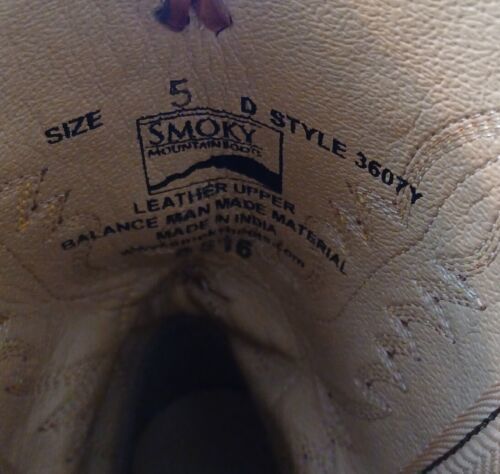 SIZE 5 D STYLE 3607Y
SMOKY
MOUNTAIN BOOTS
LEATHER UPPER
BALANCE MAN MADE MATERIAL
MADE IN INDIA